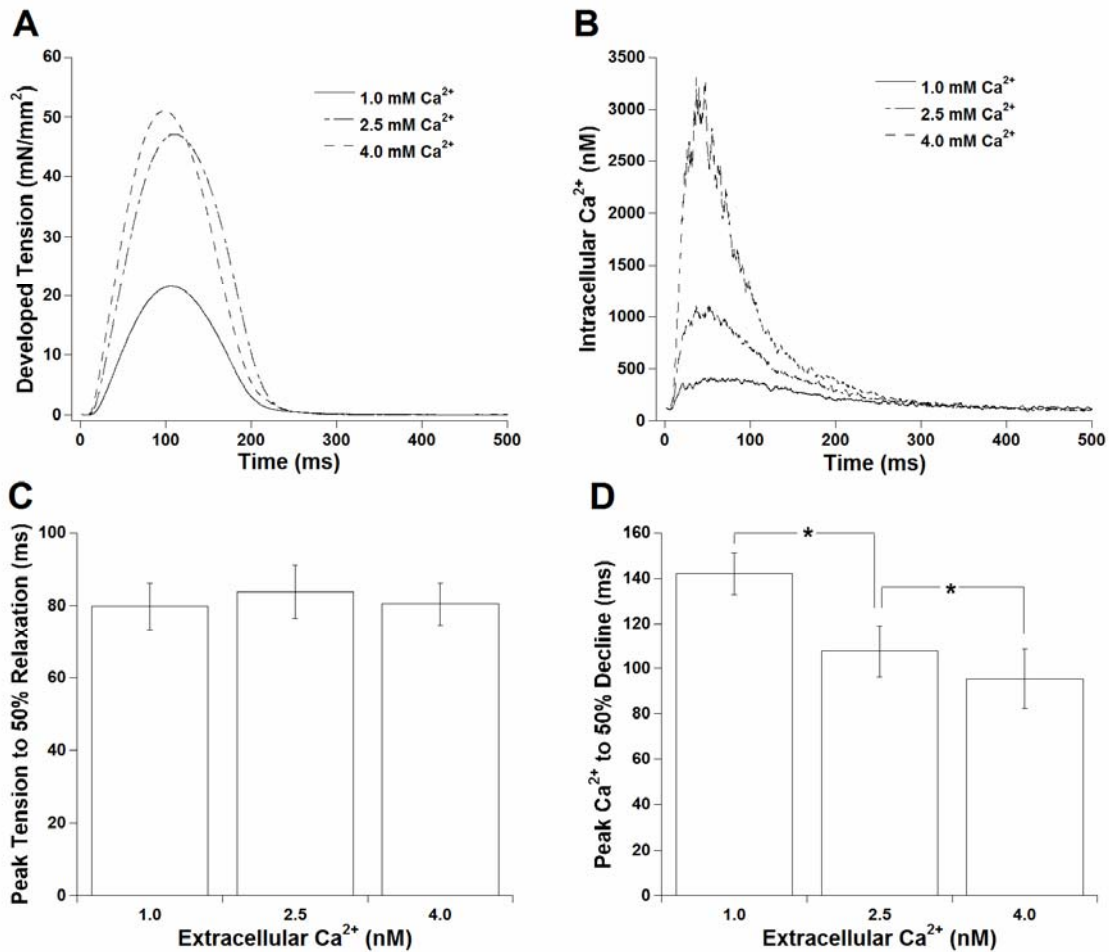 A
Developed Tension (mN/mm²)
60
50
40
30
20
10
0
1.0 mM Ca²⁺
2.5 mM Ca²⁺
4.0 mM Ca²⁺
0 100 200 300 400 500
Time (ms)
B
Intracellular Ca²⁺ (nM)
3500
3000
2500
2000
1500
1000
500
0
1.0 mM Ca²⁺
2.5 mM Ca²⁺
4.0 mM Ca²⁺
0 100 200 300 400 500
Time (ms)
C
Peak Tension to 50% Relaxation (ms)
100
80
60
40
20
0
1.0 2.5 4.0
Extracellular Ca²⁺ (nM)
D
Peak Ca²⁺ to 50% Decline (ms)
160
140
120
100
80
60
40
20
0
*
*
1.0 2.5 4.0
Extracellular Ca²⁺ (nM)